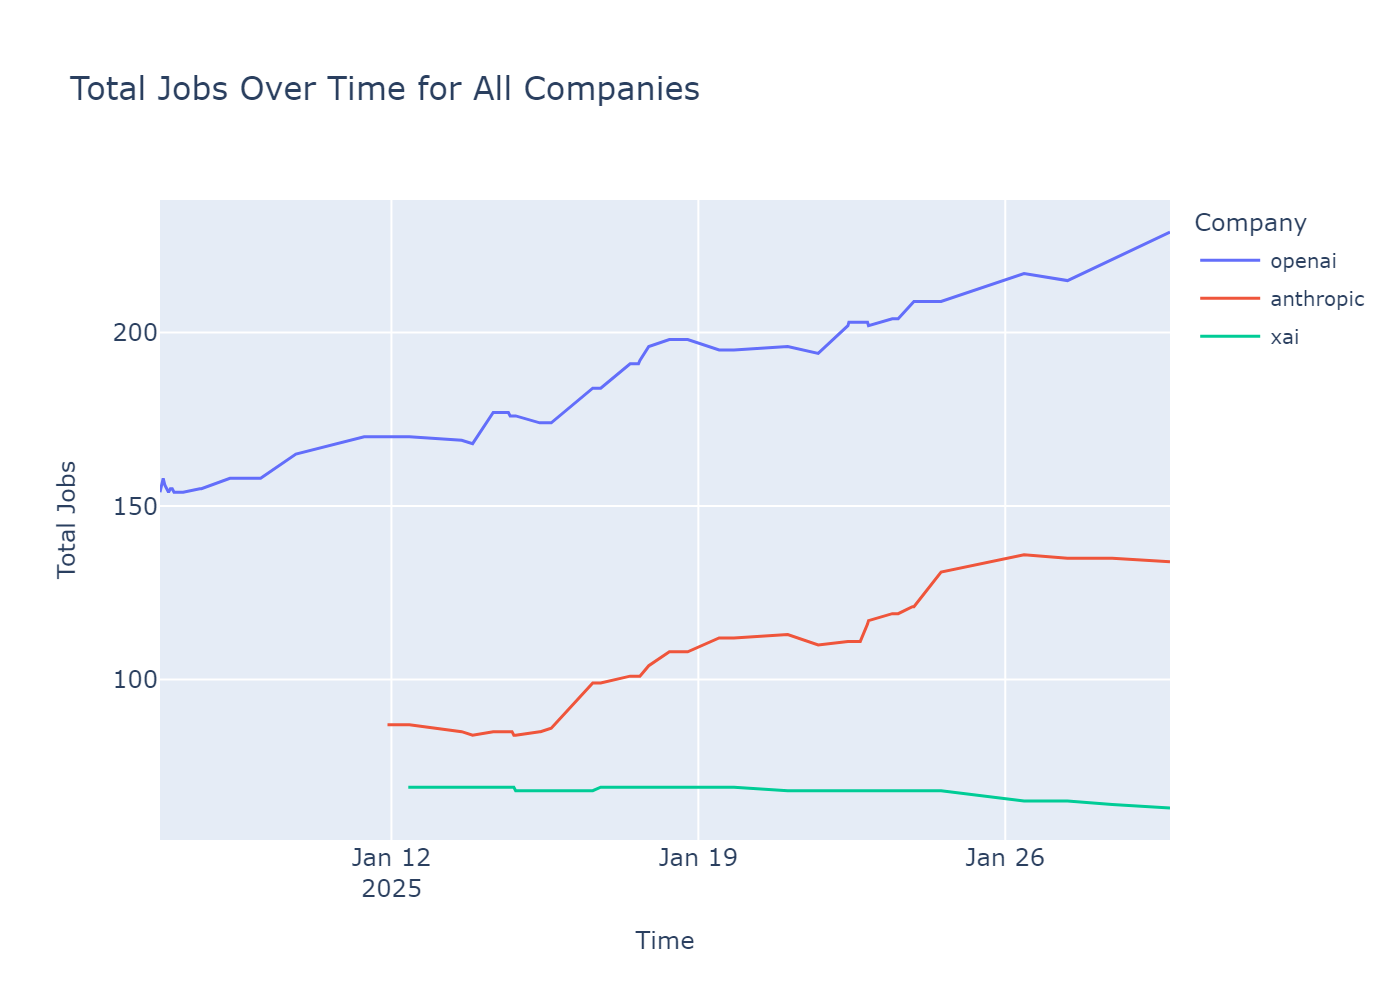 Total Jobs Over Time for All Companies
Company
openai
anthropic
xai
200
150
100
Total Jobs
Jan 12
2025
Jan 19
Jan 26
Time